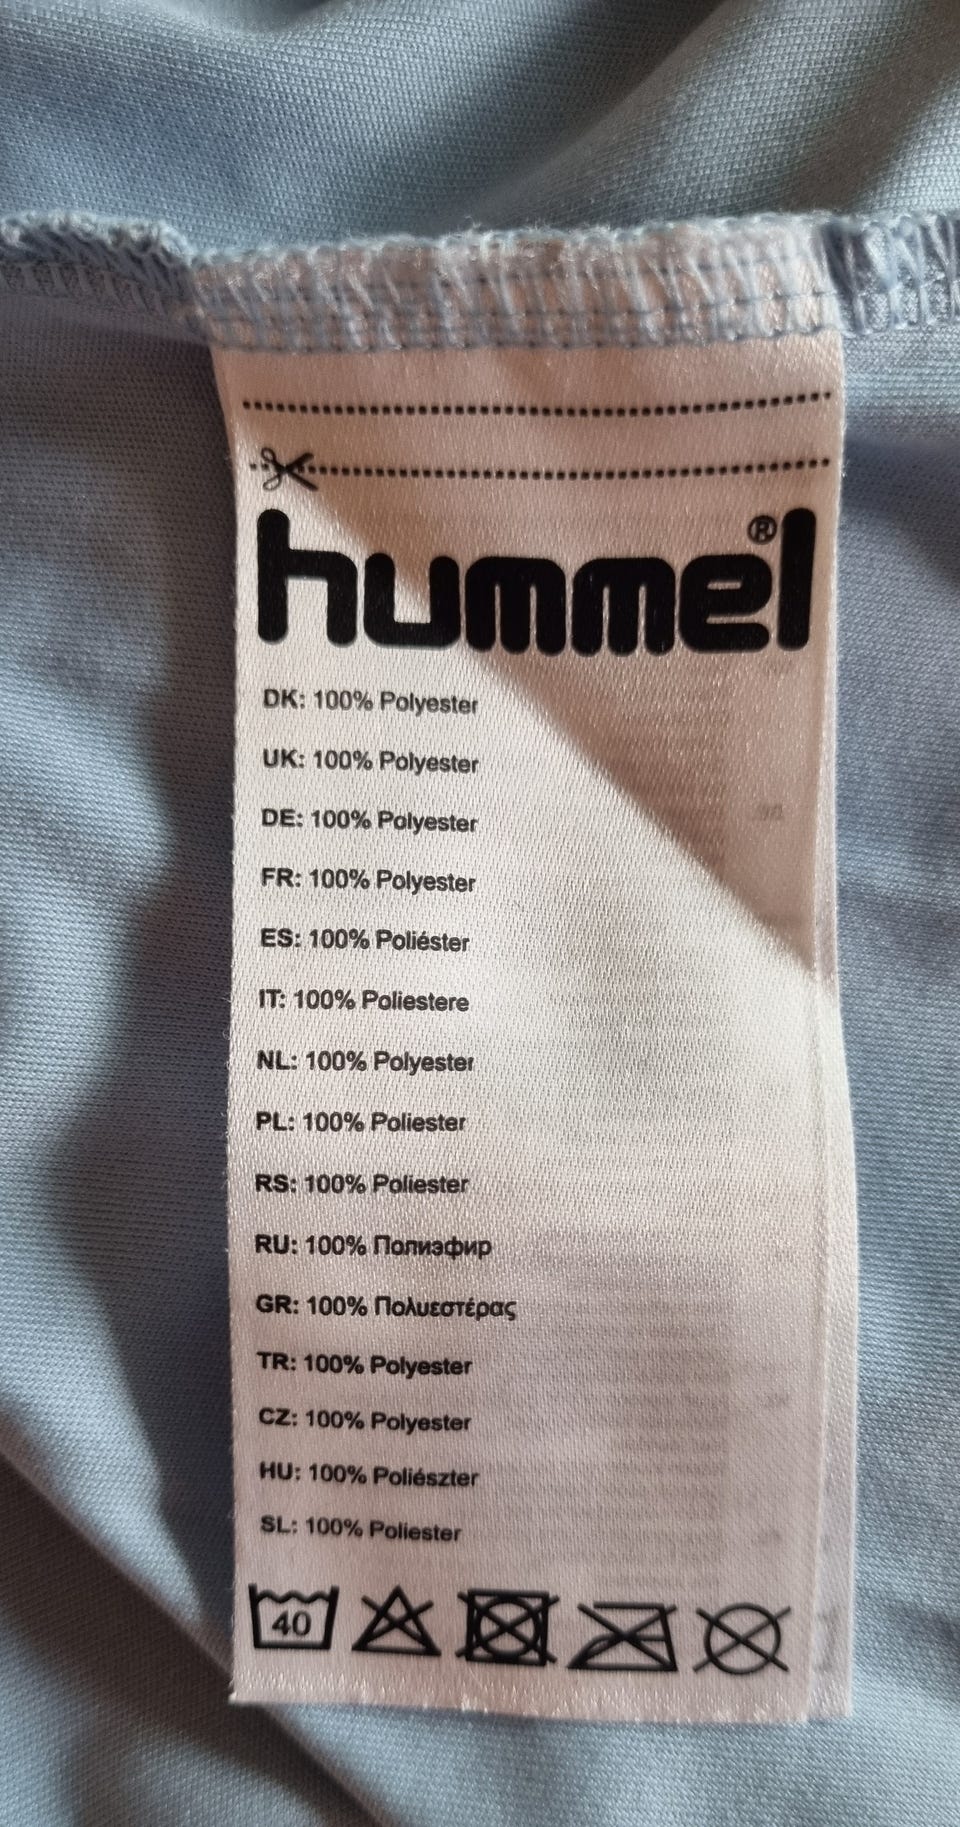 hummel®
DK: 100% Polyester
UK: 100% Polyester
DE: 100% Polyester
FR: 100% Polyester
ES: 100% Poliéster
IT: 100% Poliestere
NL: 100% Polyester
PL: 100% Poliester
RS: 100% Poliester
RU: 100% Полиэфир
GR: 100% Πολυεστέρας
TR: 100% Polyester
CZ: 100% Polyester
HU: 100% Poliészter
SL: 100% Poliester
40